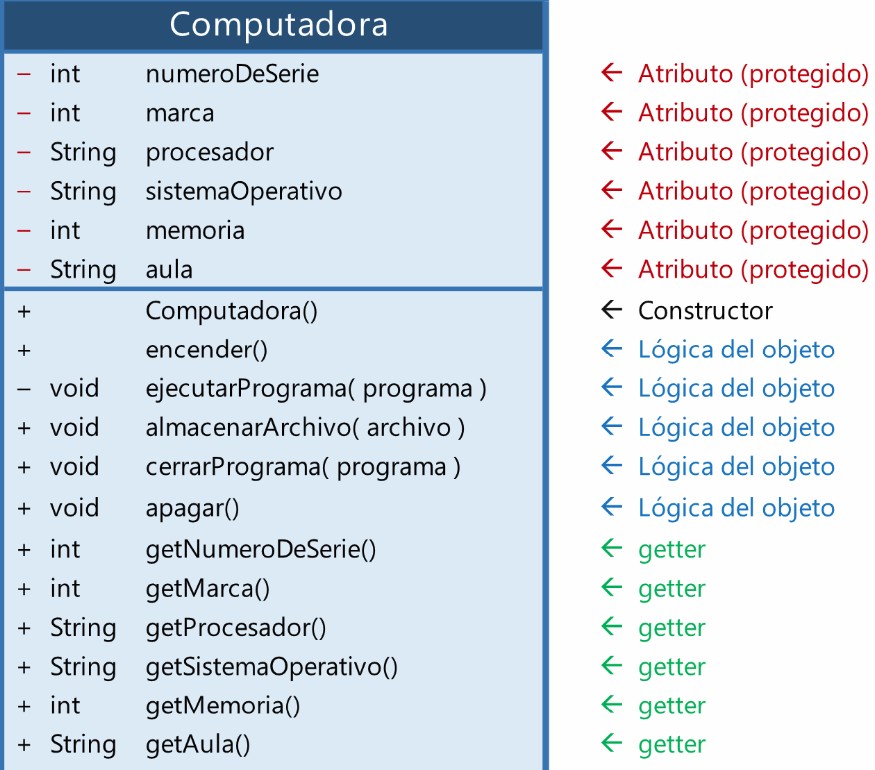 Computadora
– int numeroDeSerie ← Atributo (protegido)
– int marca ← Atributo (protegido)
– String procesador ← Atributo (protegido)
– String sistemaOperativo ← Atributo (protegido)
– int memoria ← Atributo (protegido)
– String aula ← Atributo (protegido)
+ Computadora() ← Constructor
+ encender() ← Lógica del objeto
– void ejecutarPrograma( programa ) ← Lógica del objeto
+ void almacenarArchivo( archivo ) ← Lógica del objeto
+ void cerrarPrograma( programa ) ← Lógica del objeto
+ void apagar() ← Lógica del objeto
+ int getNumeroDeSerie() ← getter
+ int getMarca() ← getter
+ String getProcesador() ← getter
+ String getSistemaOperativo() ← getter
+ int getMemoria() ← getter
+ String getAula() ← getter